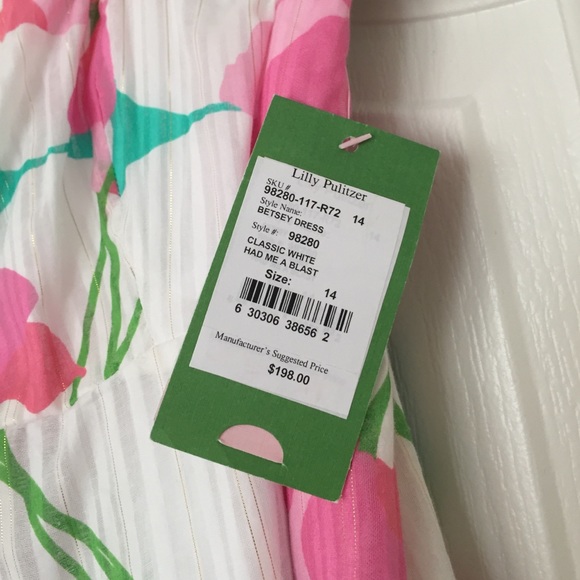 Lilly Pulitzer
SKU #
98280-117-R72 14
Style Name:
BETSEY DRESS
Style #: 98280
CLASSIC WHITE
HAD ME A BLAST
Size: 14
6 30306 38656 2
Manufacturer's Suggested Price
$198.00